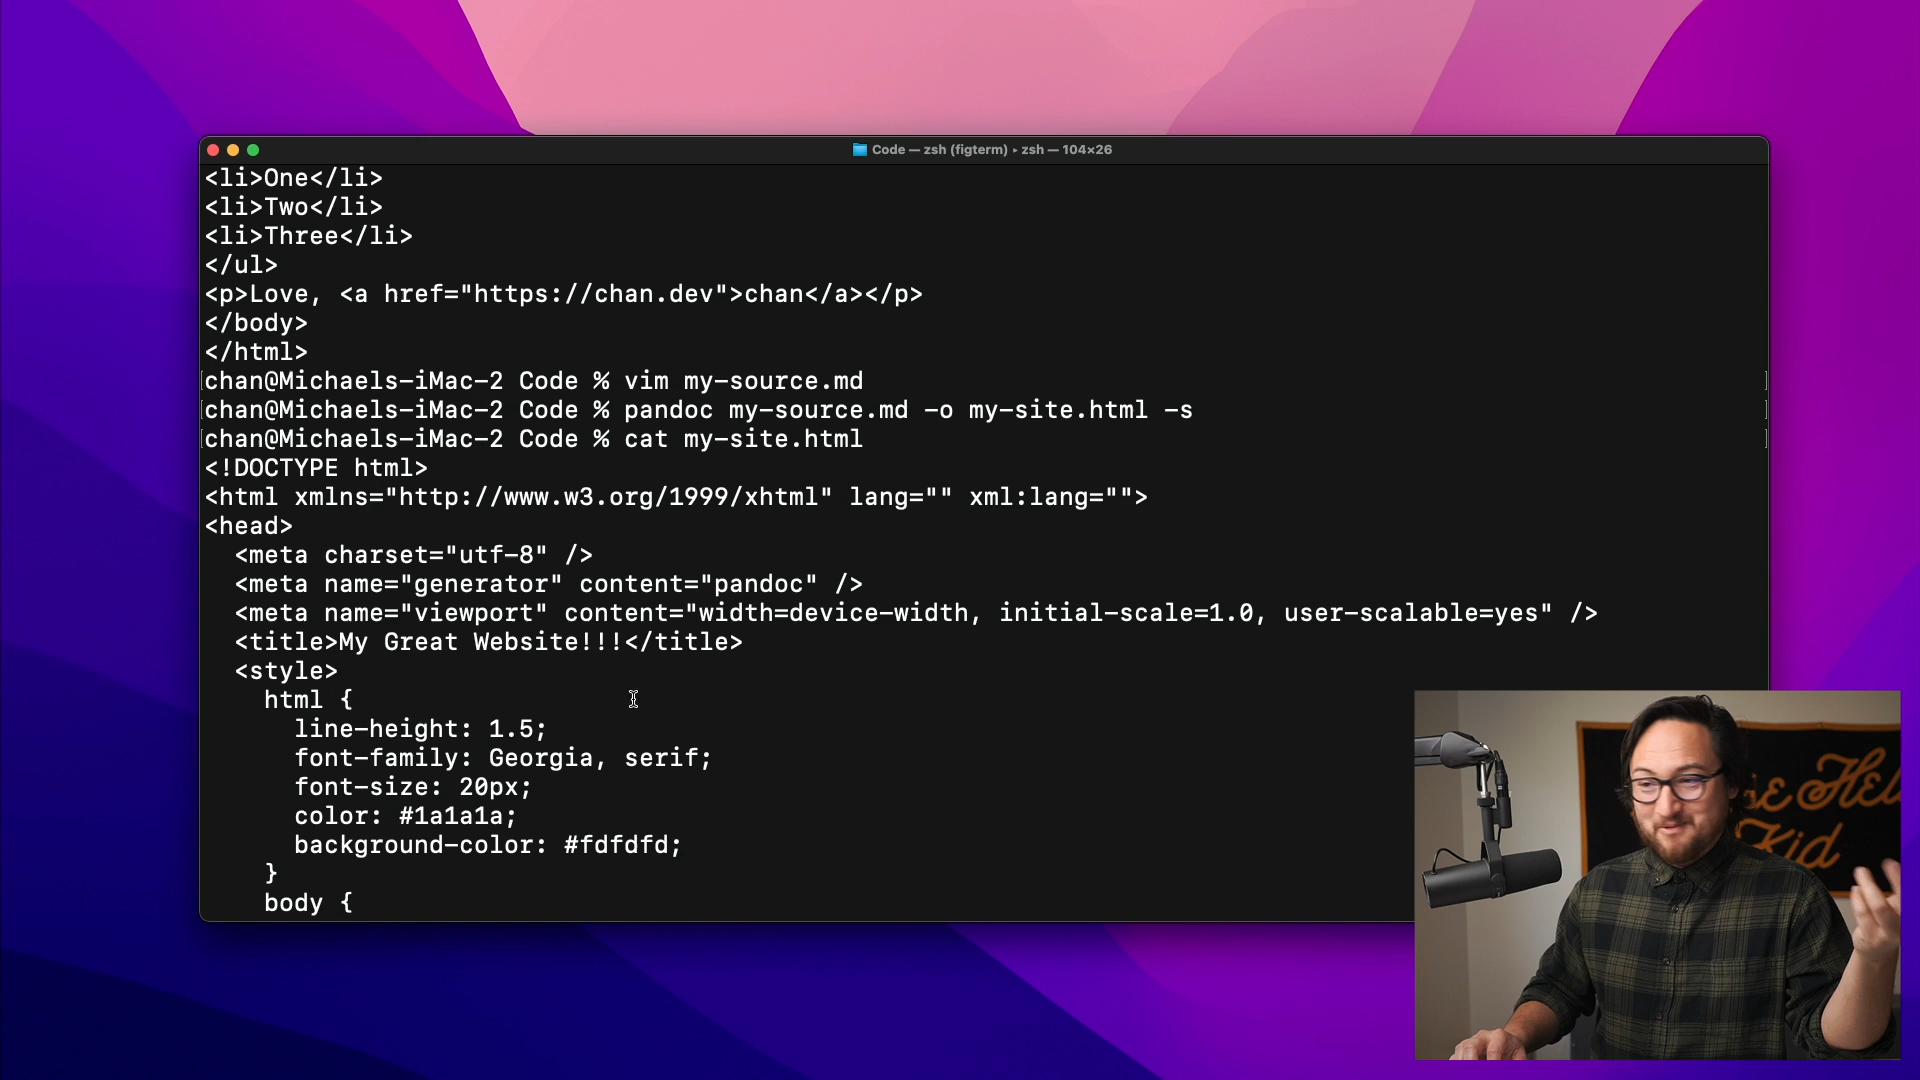 Code — zsh (figterm) ▸ zsh — 104×26
<li>One</li>
<li>Two</li>
<li>Three</li>
</ul>
<p>Love, <a href="https://chan.dev">chan</a></p>
</body>
</html>
[chan@Michaels-iMac-2 Code % vim my-source.md ]
[chan@Michaels-iMac-2 Code % pandoc my-source.md -o my-site.html -s ]
[chan@Michaels-iMac-2 Code % cat my-site.html ]
<!DOCTYPE html>
<html xmlns="http://www.w3.org/1999/xhtml" lang="" xml:lang="">
<head>
  <meta charset="utf-8" />
  <meta name="generator" content="pandoc" />
  <meta name="viewport" content="width=device-width, initial-scale=1.0, user-scalable=yes" />
  <title>My Great Website!!!</title>
  <style>
    html {
      line-height: 1.5;
      font-family: Georgia, serif;
      font-size: 20px;
      color: #1a1a1a;
      background-color: #fdfdfd;
    }
    body {
Kid